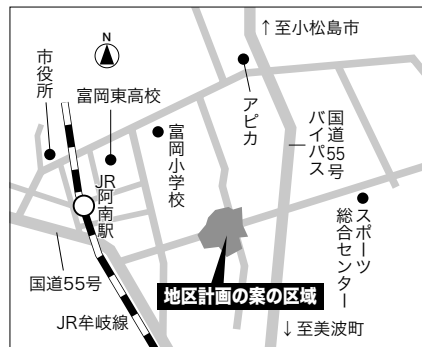 N
↑至小松島市
市役所
富岡東高校
アピカ
富岡小学校
国道55号
バイパス
JR
阿南駅
スポーツ
総合センター
国道55号
地区計画の案の区域
JR牟岐線
↓至美波町